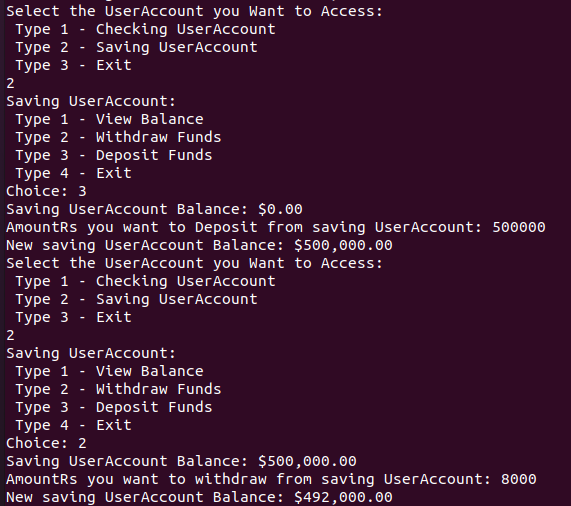 Select the UserAccount you Want to Access:
 Type 1 - Checking UserAccount
 Type 2 - Saving UserAccount
 Type 3 - Exit
2
Saving UserAccount:
 Type 1 - View Balance
 Type 2 - Withdraw Funds
 Type 3 - Deposit Funds
 Type 4 - Exit
Choice: 3
Saving UserAccount Balance: $0.00
AmountRs you want to Deposit from saving UserAccount: 500000
New saving UserAccount Balance: $500,000.00
Select the UserAccount you Want to Access:
 Type 1 - Checking UserAccount
 Type 2 - Saving UserAccount
 Type 3 - Exit
2
Saving UserAccount:
 Type 1 - View Balance
 Type 2 - Withdraw Funds
 Type 3 - Deposit Funds
 Type 4 - Exit
Choice: 2
Saving UserAccount Balance: $500,000.00
AmountRs you want to withdraw from saving UserAccount: 8000
New saving UserAccount Balance: $492,000.00